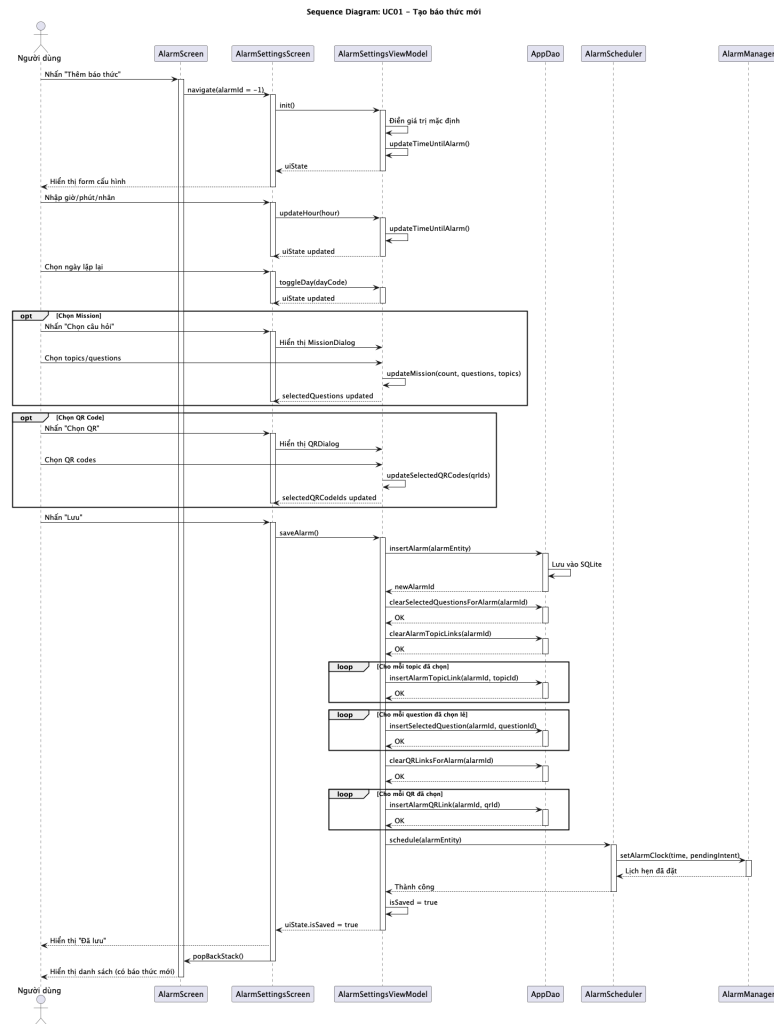 Sequence Diagram: UC01 - Tạo báo thức mới
Người dùng
AlarmScreen
AlarmSettingsScreen
AlarmSettingsViewModel
AppDao
AlarmScheduler
AlarmManager
Nhấn "Thêm báo thức"
navigate(alarmId = -1)
init()
Điền giá trị mặc định
updateTimeUntilAlarm()
uiState
Hiển thị form cấu hình
Nhập giờ/phút/nhãn
updateHour(hour)
updateTimeUntilAlarm()
uiState updated
Chọn ngày lặp lại
toggleDay(dayCode)
uiState updated
opt
[Chọn Mission]
Nhấn "Chọn câu hỏi"
Hiển thị MissionDialog
Chọn topics/questions
updateMission(count, questions, topics)
selectedQuestions updated
opt
[Chọn QR Code]
Nhấn "Chọn QR"
Hiển thị QRDialog
Chọn QR codes
updateSelectedQRCodes(qrIds)
selectedQRCodeIds updated
Nhấn "Lưu"
saveAlarm()
insertAlarm(alarmEntity)
Lưu vào SQLite
newAlarmId
clearSelectedQuestionsForAlarm(alarmId)
OK
clearAlarmTopicLinks(alarmId)
OK
loop
[Cho mỗi topic đã chọn]
insertAlarmTopicLink(alarmId, topicId)
OK
loop
[Cho mỗi question đã chọn lẻ]
insertSelectedQuestion(alarmId, questionId)
OK
clearQRLinksForAlarm(alarmId)
OK
loop
[Cho mỗi QR đã chọn]
insertAlarmQRLink(alarmId, qrId)
OK
schedule(alarmEntity)
setAlarmClock(time, pendingIntent)
Lịch hẹn đã đặt
Thành công
isSaved = true
uiState.isSaved = true
Hiển thị "Đã lưu"
popBackStack()
Hiển thị danh sách (có báo thức mới)
Người dùng
AlarmScreen
AlarmSettingsScreen
AlarmSettingsViewModel
AppDao
AlarmScheduler
AlarmManager